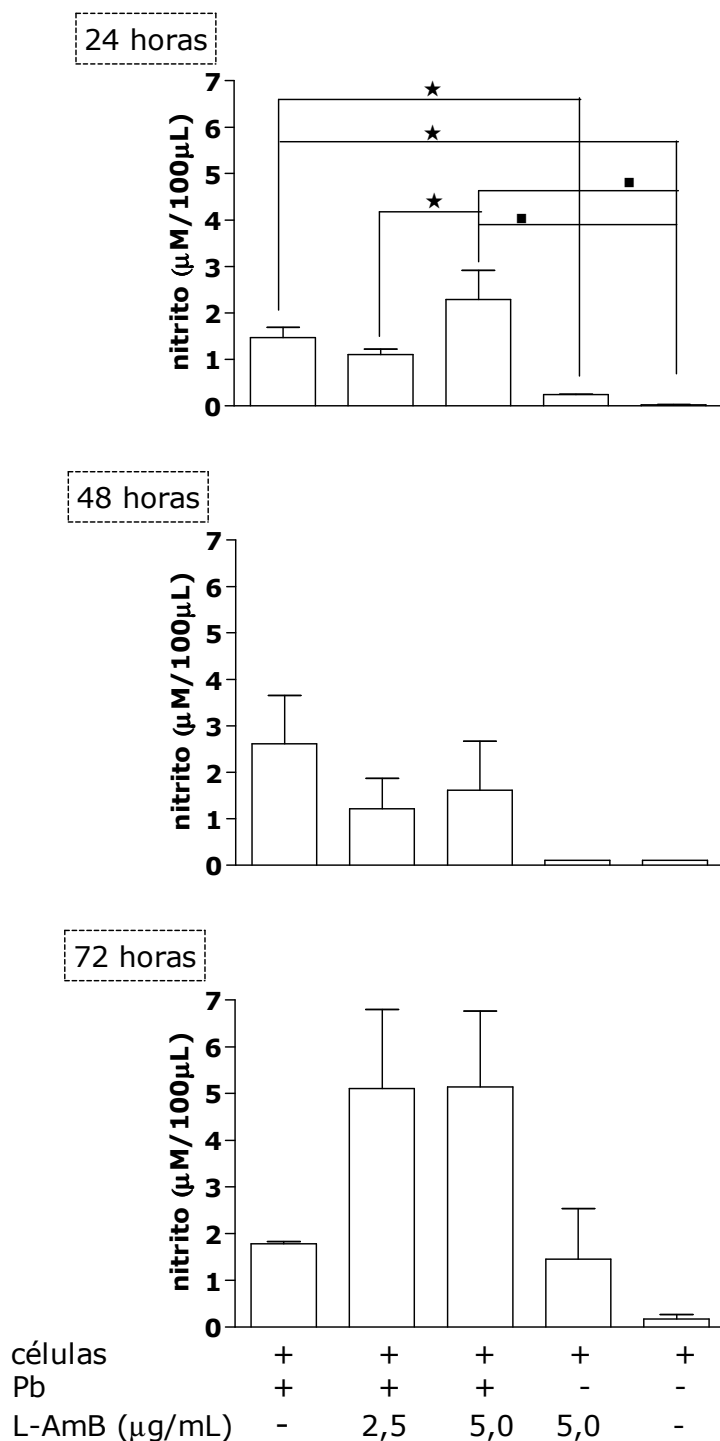 24 horas
nitrito (µM/100µL)
7
6
5
4
3
2
1
0
48 horas
nitrito (µM/100µL)
7
6
5
4
3
2
1
0
72 horas
nitrito (µM/100µL)
7
6
5
4
3
2
1
0
células + + + + +
Pb + + + - -
L-AmB (µg/mL) - 2,5 5,0 5,0 -